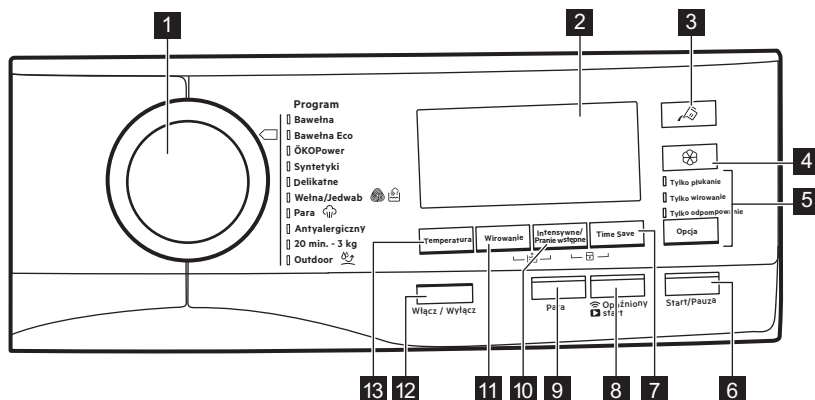 1
2
3
4
5
6
7
8
9
10
11
12
13
Program
Bawełna
Bawełna Eco
ÖKOPower
Syntetyki
Delikatne
Wełna/Jedwab
Para
Antyalergiczny
20 min. - 3 kg
Outdoor
Tylko płukanie
Tylko wirowanie
Tylko odpompowanie
Opcja
Temperatura
Wirowanie
Intensywne/
Pranie wstępne
Time Save
Włącz / Wyłącz
Para
Opóźniony
start
Start/Pauza